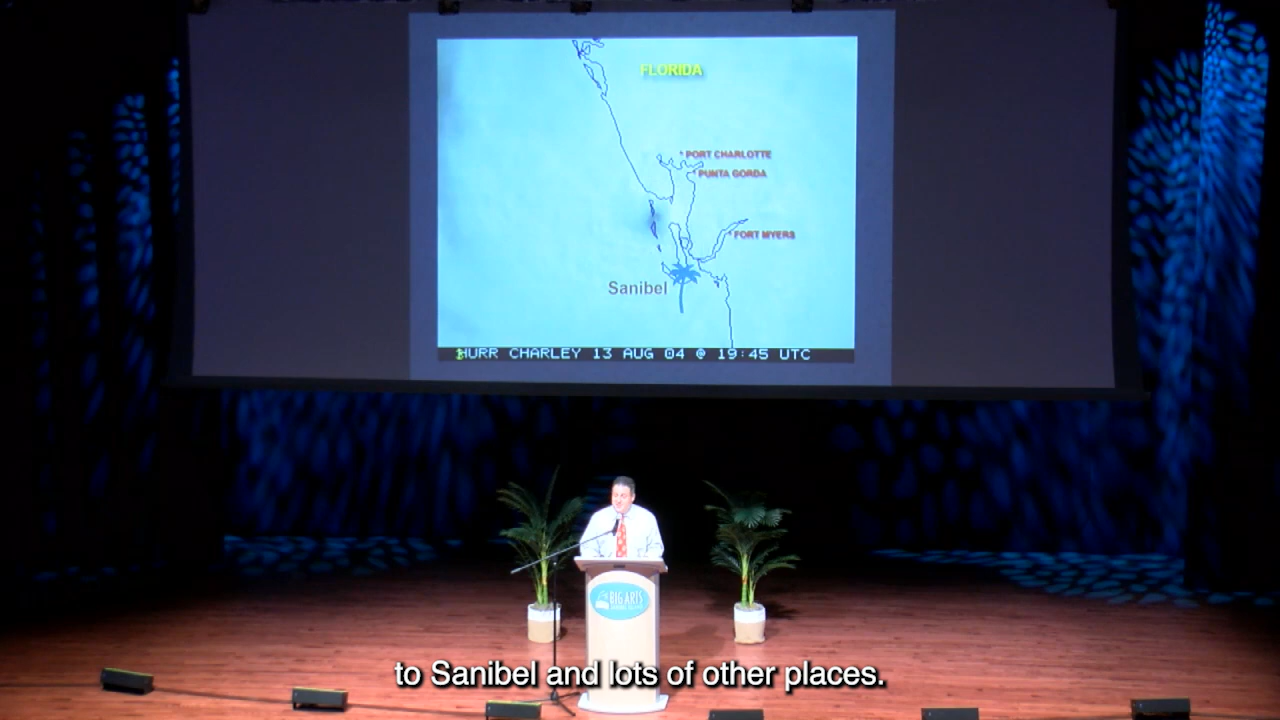 FLORIDA
PORT CHARLOTTE
PUNTA GORDA
FORT MYERS
Sanibel
HURR CHARLEY 13 AUG 04 @ 19:45 UTC
BIG ARTS
to Sanibel and lots of other places.